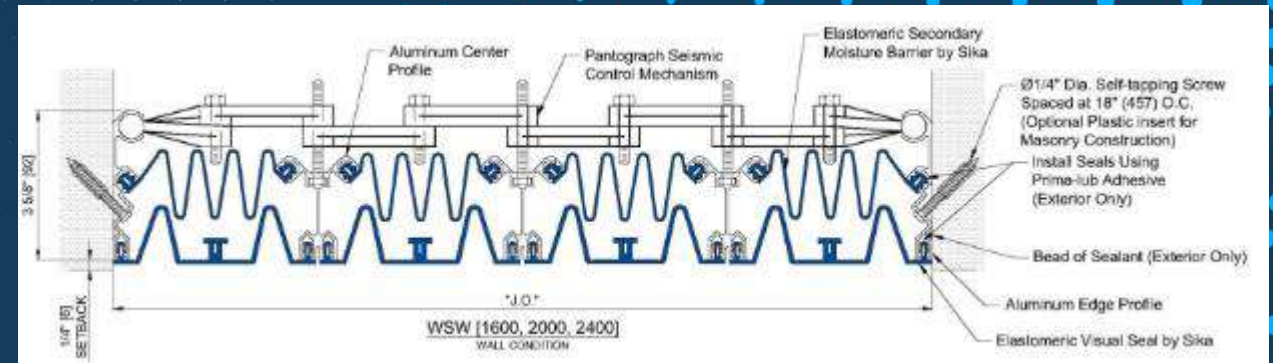 Aluminum Center
Profile
Pantograph Seismic
Control Mechanism
Elastomeric Secondary
Moisture Barrier by Sika
Ø1/4" Dia. Self-tapping Screw
Spaced at 18" (457) O.C.
(Optional Plastic Insert for
Masonry Construction)
Install Seals Using
Prima-lub Adhesive
(Exterior Only)
Bead of Sealant (Exterior Only)
Aluminum Edge Profile
Elastomeric Visual Seal by Sika
3 5/8" [92]
1/4" [6]
SETBACK
"J.O."
WSW [1600, 2000, 2400]
WALL CONDITION